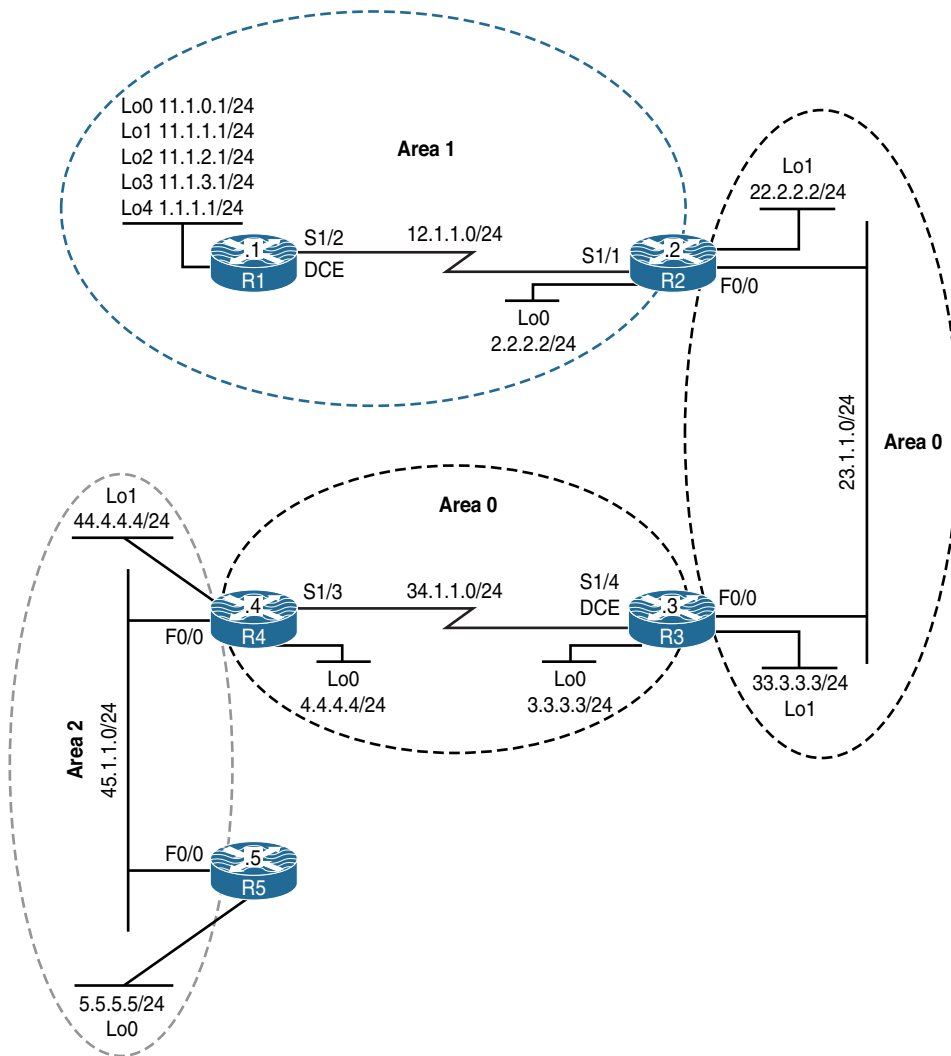 Lo0 11.1.0.1/24
Lo1 11.1.1.1/24
Lo2 11.1.2.1/24
Lo3 11.1.3.1/24
Lo4 1.1.1.1/24
Area 1
Lo1
22.2.2.2/24
S1/2
12.1.1.0/24
.1
R1
DCE
S1/1
.2
R2
F0/0
Lo0
2.2.2.2/24
23.1.1.0/24
Area 0
Lo1
44.4.4.4/24
Area 0
S1/3
34.1.1.0/24
S1/4
DCE
.4
R4
F0/0
.3
R3
F0/0
Lo0
4.4.4.4/24
Lo0
3.3.3.3/24
33.3.3.3/24
Lo1
Area 2
45.1.1.0/24
F0/0
.5
R5
5.5.5.5/24
Lo0